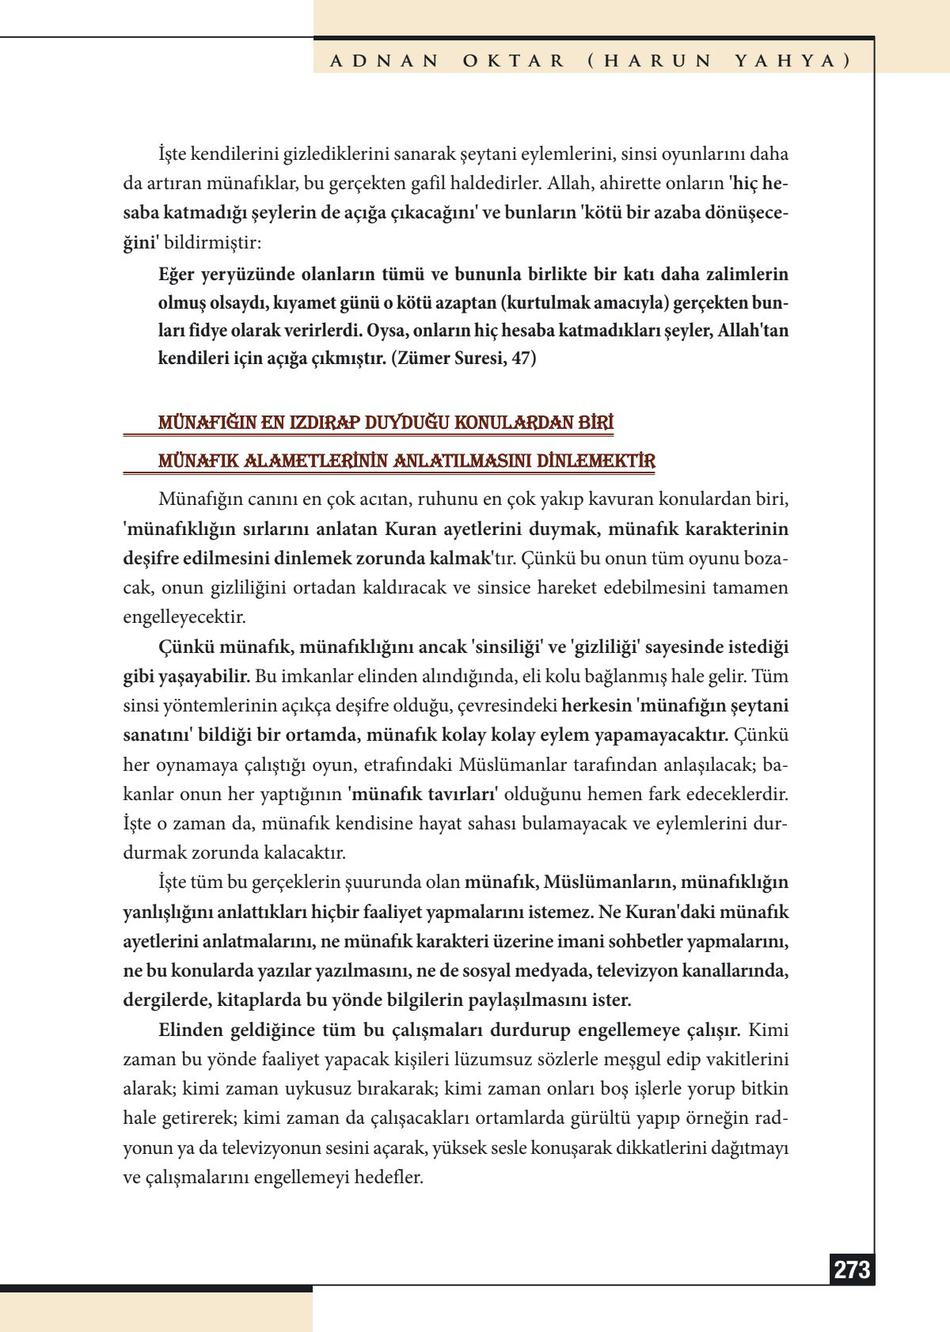 ADNAN OKTAR (HARUN YAHYA)
İşte kendilerini gizlediklerini sanarak şeytani eylemlerini, sinsi oyunlarını daha
da artıran münafıklar, bu gerçekten gafil haldedirler. Allah, ahirette onların 'hiç he-
saba katmadığı şeylerin de açığa çıkacağını' ve bunların 'kötü bir azaba dönüşece-
ğini' bildirmiştir:
Eğer yeryüzünde olanların tümü ve bununla birlikte bir katı daha zalimlerin
olmuş olsaydı, kıyamet günü o kötü azaptan (kurtulmak amacıyla) gerçekten bun-
ları fidye olarak verirlerdi. Oysa, onların hiç hesaba katmadıkları şeyler, Allah'tan
kendileri için açığa çıkmıştır. (Zümer Suresi, 47)
MÜNAFIĞIN EN IZDIRAP DUYDUĞU KONULARDAN BİRİ
MÜNAFIK ALAMETLERİNİN ANLATILMASINI DİNLEMEKTİR
Münafığın canını en çok acıtan, ruhunu en çok yakıp kavuran konulardan biri,
'münafıklığın sırlarını anlatan Kuran ayetlerini duymak, münafık karakterinin
deşifre edilmesini dinlemek zorunda kalmak'tır. Çünkü bu onun tüm oyunu boza-
cak, onun gizliliğini ortadan kaldıracak ve sinsice hareket edebilmesini tamamen
engelleyecektir.
Çünkü münafık, münafıklığını ancak 'sinsiliği' ve 'gizliliği' sayesinde istediği
gibi yaşayabilir. Bu imkanlar elinden alındığında, eli kolu bağlanmış hale gelir. Tüm
sinsi yöntemlerinin açıkça deşifre olduğu, çevresindeki herkesin 'münafığın şeytani
sanatını' bildiği bir ortamda, münafık kolay kolay eylem yapamayacaktır. Çünkü
her oynamaya çalıştığı oyun, etrafındaki Müslümanlar tarafından anlaşılacak; ba-
kanlar onun her yaptığının 'münafık tavırları' olduğunu hemen fark edeceklerdir.
İşte o zaman da, münafık kendisine hayat sahası bulamayacak ve eylemlerini dur-
durmak zorunda kalacaktır.
İşte tüm bu gerçeklerin şuurunda olan münafık, Müslümanların, münafıklığın
yanlışlığını anlattıkları hiçbir faaliyet yapmalarını istemez. Ne Kuran'daki münafık
ayetlerini anlatmalarını, ne münafık karakteri üzerine imani sohbetler yapmalarını,
ne bu konularda yazılar yazılmasını, ne de sosyal medyada, televizyon kanallarında,
dergilerde, kitaplarda bu yönde bilgilerin paylaşılmasını ister.
Elinden geldiğince tüm bu çalışmaları durdurup engellemeye çalışır. Kimi
zaman bu yönde faaliyet yapacak kişileri lüzumsuz sözlerle meşgul edip vakitlerini
alarak; kimi zaman uykusuz bırakarak; kimi zaman onları boş işlerle yorup bitkin
hale getirerek; kimi zaman da çalışacakları ortamlarda gürültü yapıp örneğin rad-
yonun ya da televizyonun sesini açarak, yüksek sesle konuşarak dikkatlerini dağıtmayı
ve çalışmalarını engellemeyi hedefler.
273